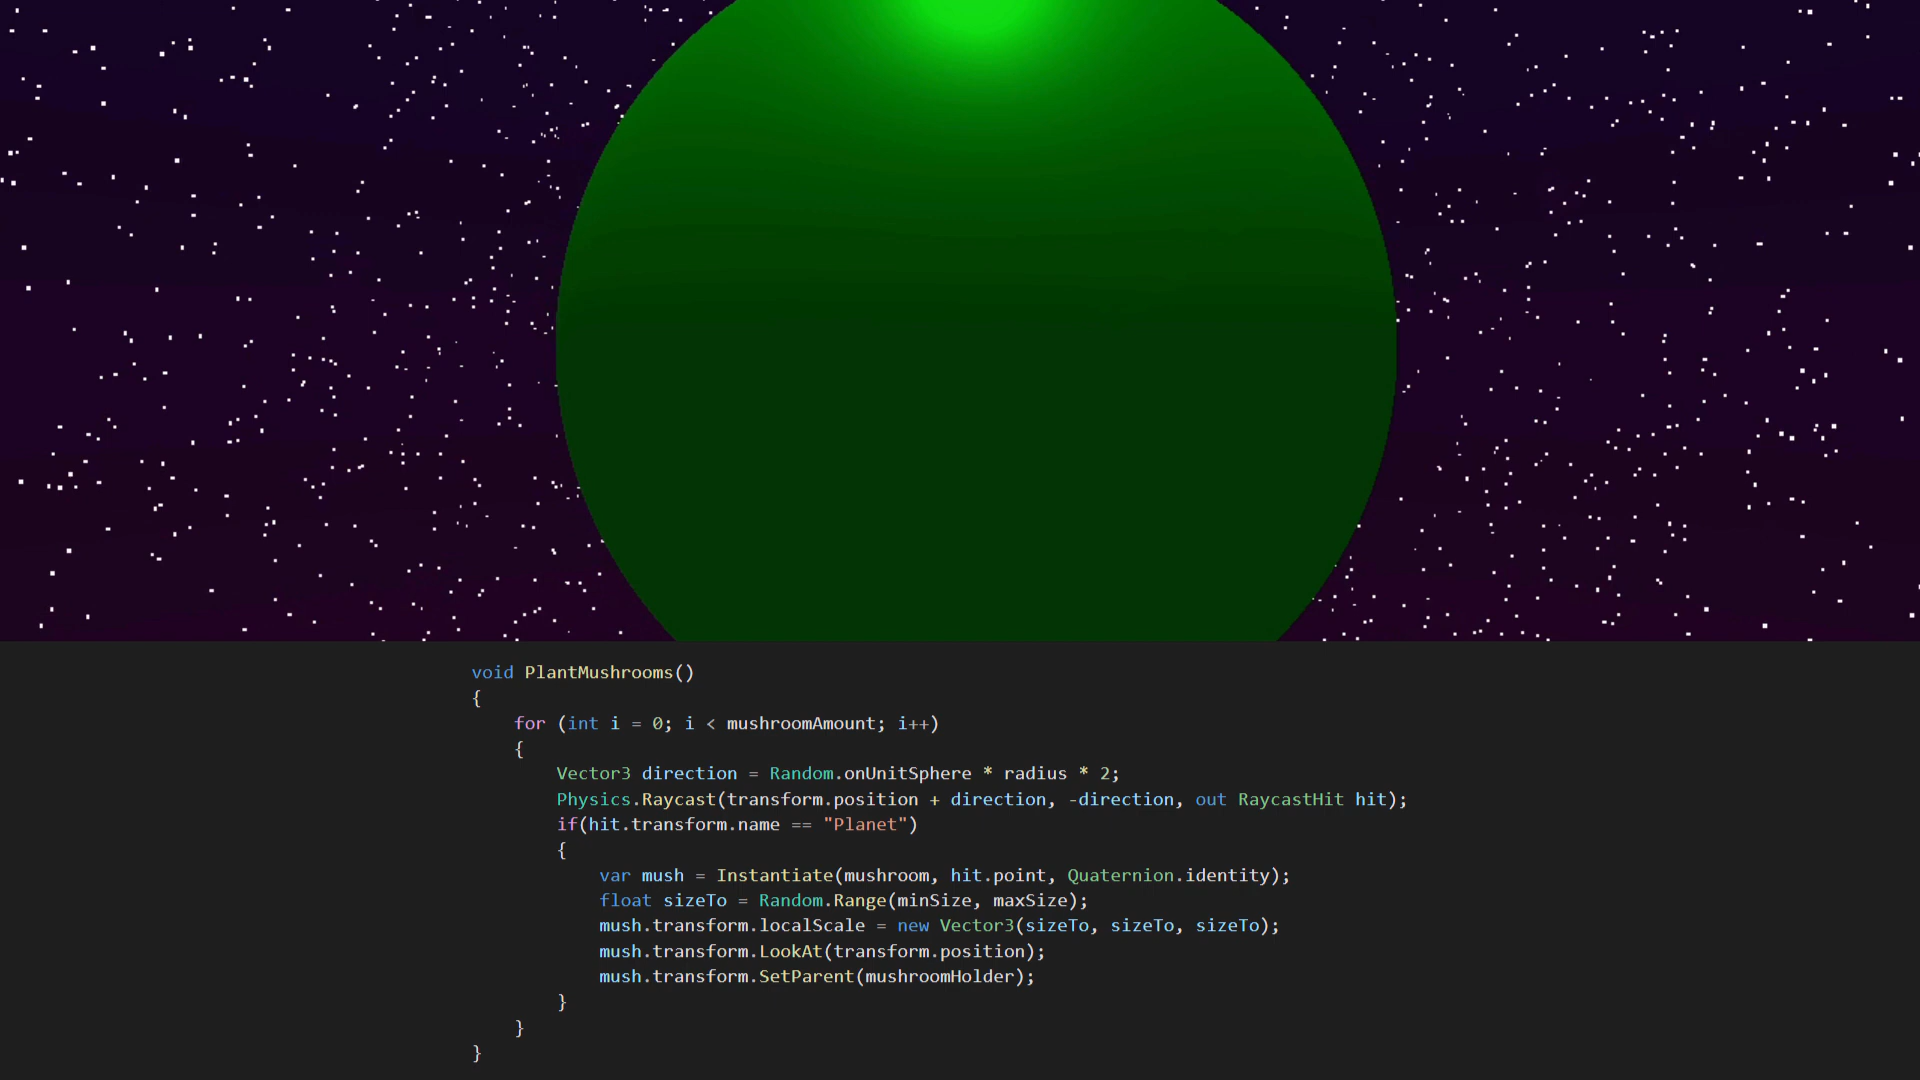 void PlantMushrooms()
{
    for (int i = 0; i < mushroomAmount; i++)
    {
        Vector3 direction = Random.onUnitSphere * radius * 2;
        Physics.Raycast(transform.position + direction, -direction, out RaycastHit hit);
        if(hit.transform.name == "Planet")
        {
            var mush = Instantiate(mushroom, hit.point, Quaternion.identity);
            float sizeTo = Random.Range(minSize, maxSize);
            mush.transform.localScale = new Vector3(sizeTo, sizeTo, sizeTo);
            mush.transform.LookAt(transform.position);
            mush.transform.SetParent(mushroomHolder);
        }
    }
}